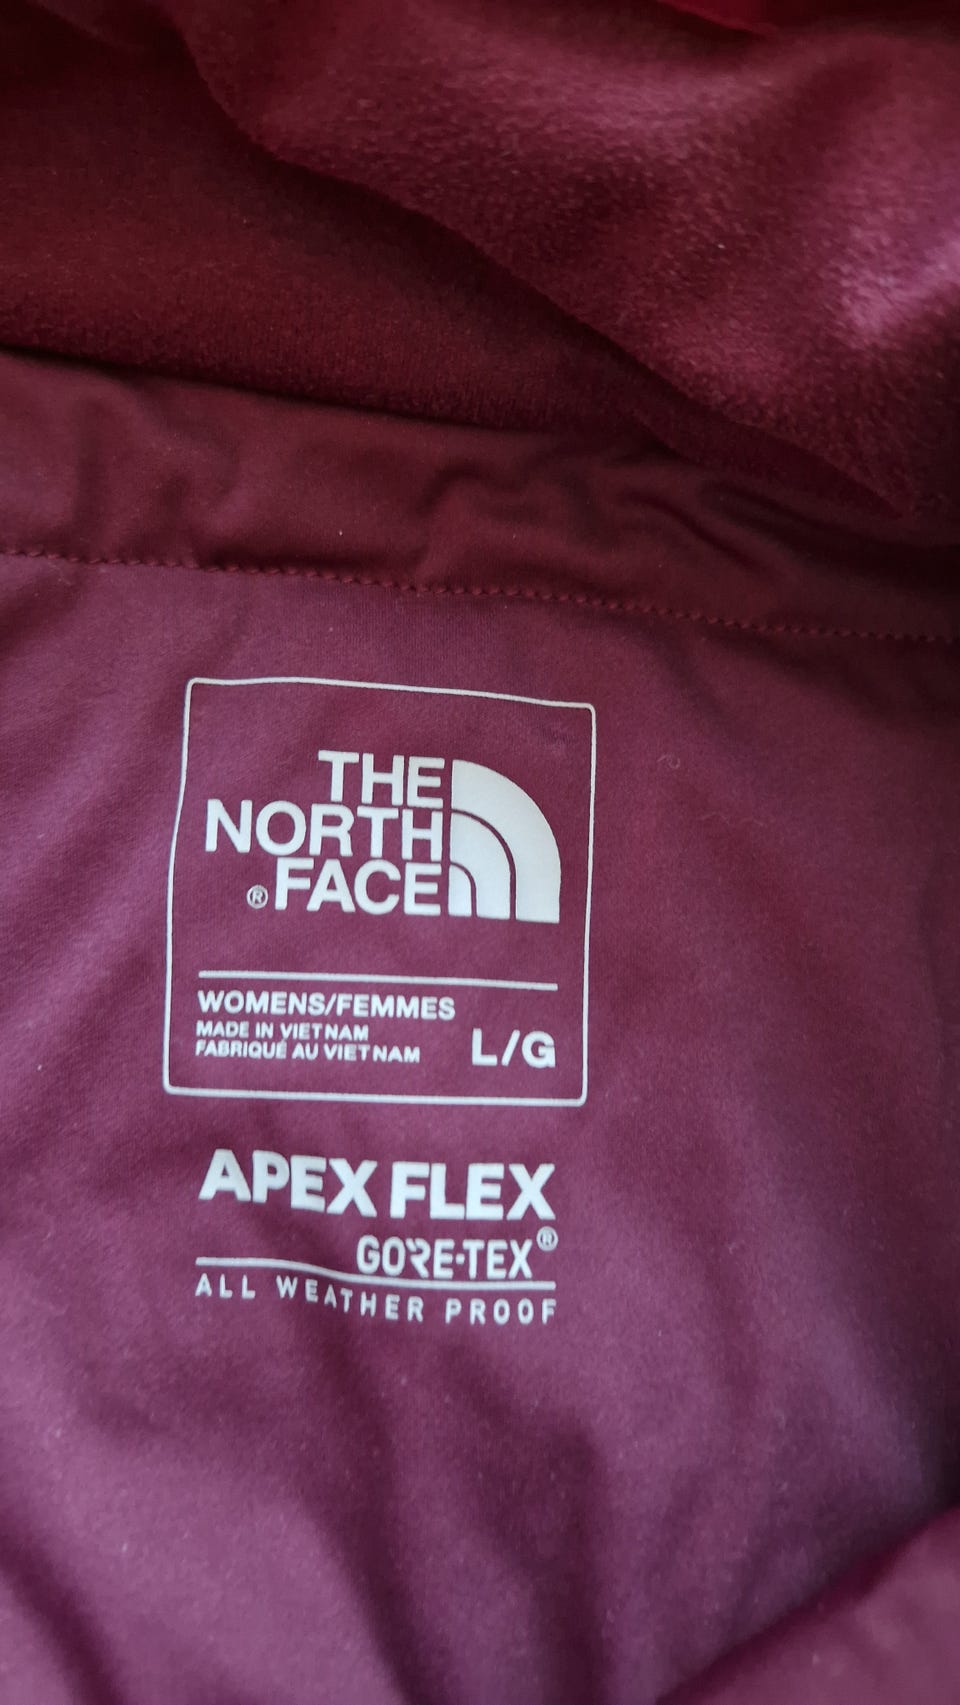 THE
NORTH
® FACE
WOMENS/FEMMES
MADE IN VIETNAM
FABRIQUÉ AU VIETNAM
L/G
APEX FLEX
GORE-TEX®
ALL WEATHER PROOF